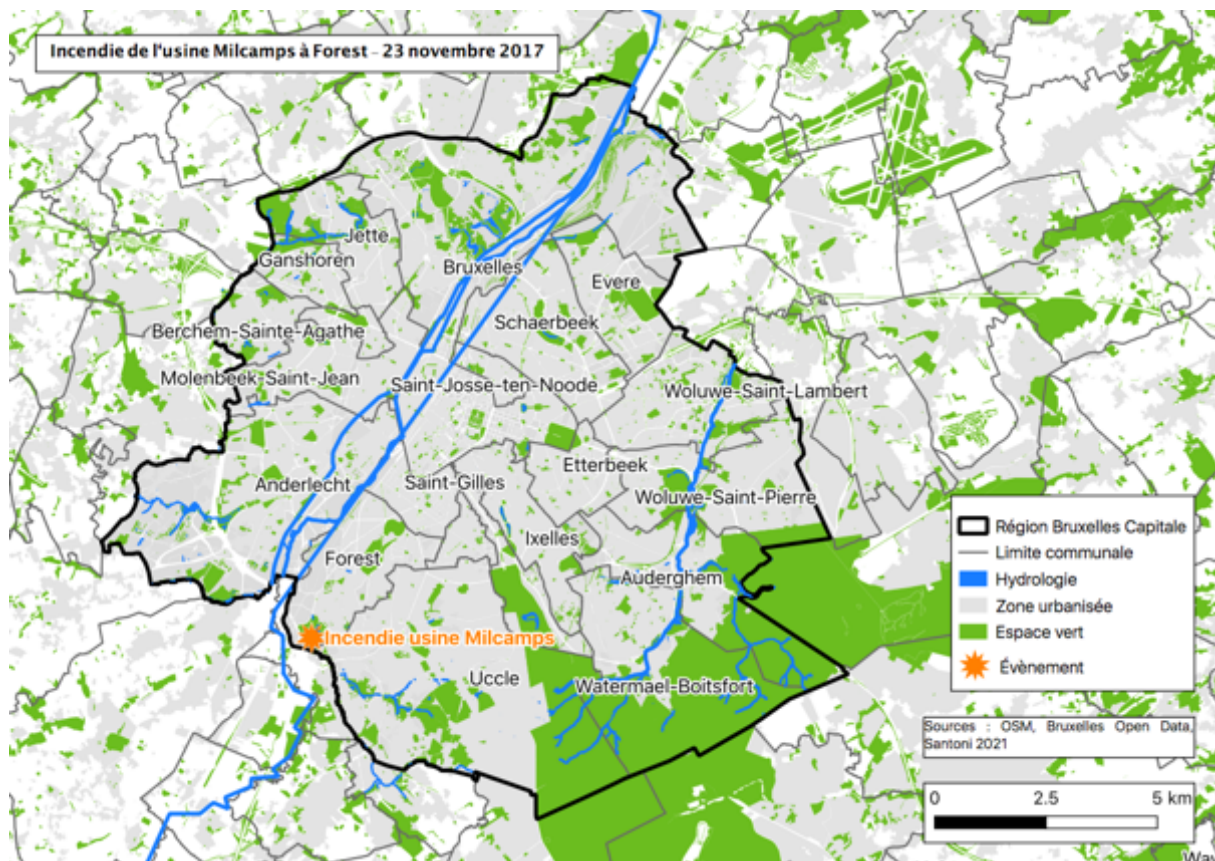 Incendie de l'usine Milcamps à Forest – 23 novembre 2017
Jette
Ganshoren
Bruxelles
Evere
Berchem-Sainte-Agathe
Schaerbeek
Molenbeek-Saint-Jean
Saint-Josse-ten-Noode
Woluwe-Saint-Lambert
Etterbeek
Anderlecht
Saint-Gilles
Woluwe-Saint-Pierre
Ixelles
Forest
Auderghem
Incendie usine Milcamps
Uccle
Watermael-Boitsfort
Région Bruxelles Capitale
Limite communale
Hydrologie
Zone urbanisée
Espace vert
Évènement
Sources : OSM, Bruxelles Open Data,
Santoni 2021
0 2.5 5 km